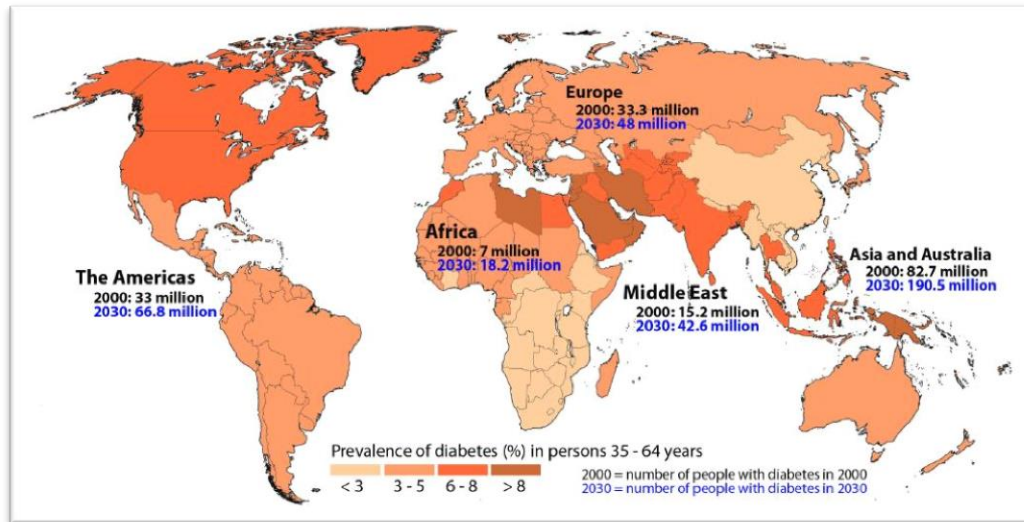 Europe
2000: 33.3 million
2030: 48 million
Africa
2000: 7 million
2030: 18.2 million
The Americas
2000: 33 million
2030: 66.8 million
Middle East
2000: 15.2 million
2030: 42.6 million
Asia and Australia
2000: 82.7 million
2030: 190.5 million
Prevalence of diabetes (%) in persons 35 - 64 years
< 3 3 - 5 6 - 8 > 8
2000 = number of people with diabetes in 2000
2030 = number of people with diabetes in 2030